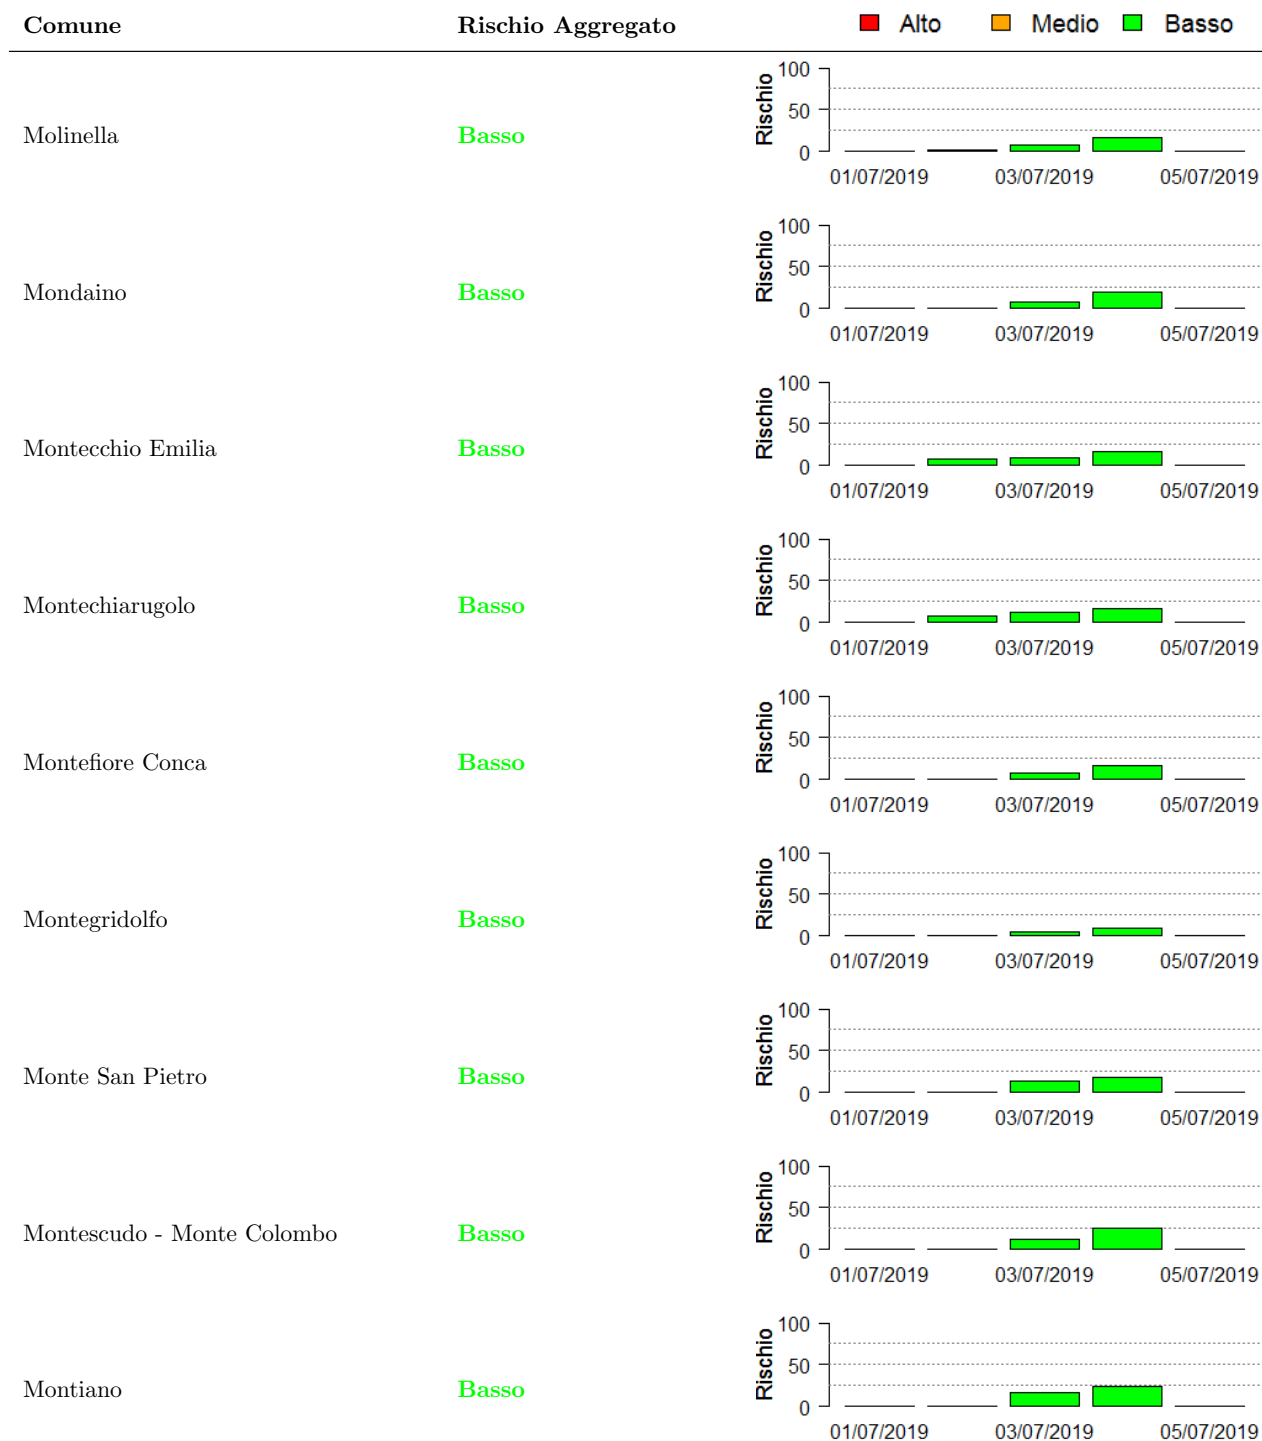 Comune Rischio Aggregato Alto Medio Basso
100
50
0
Rischio
Molinella Basso
01/07/2019 03/07/2019 05/07/2019
100
50
0
Rischio
Mondaino Basso
01/07/2019 03/07/2019 05/07/2019
100
50
0
Rischio
Montecchio Emilia Basso
01/07/2019 03/07/2019 05/07/2019
100
50
0
Rischio
Montechiarugolo Basso
01/07/2019 03/07/2019 05/07/2019
100
50
0
Rischio
Montefiore Conca Basso
01/07/2019 03/07/2019 05/07/2019
100
50
0
Rischio
Montegridolfo Basso
01/07/2019 03/07/2019 05/07/2019
100
50
0
Rischio
Monte San Pietro Basso
01/07/2019 03/07/2019 05/07/2019
100
50
0
Rischio
Montescudo - Monte Colombo Basso
01/07/2019 03/07/2019 05/07/2019
100
50
0
Rischio
Montiano Basso
01/07/2019 03/07/2019 05/07/2019